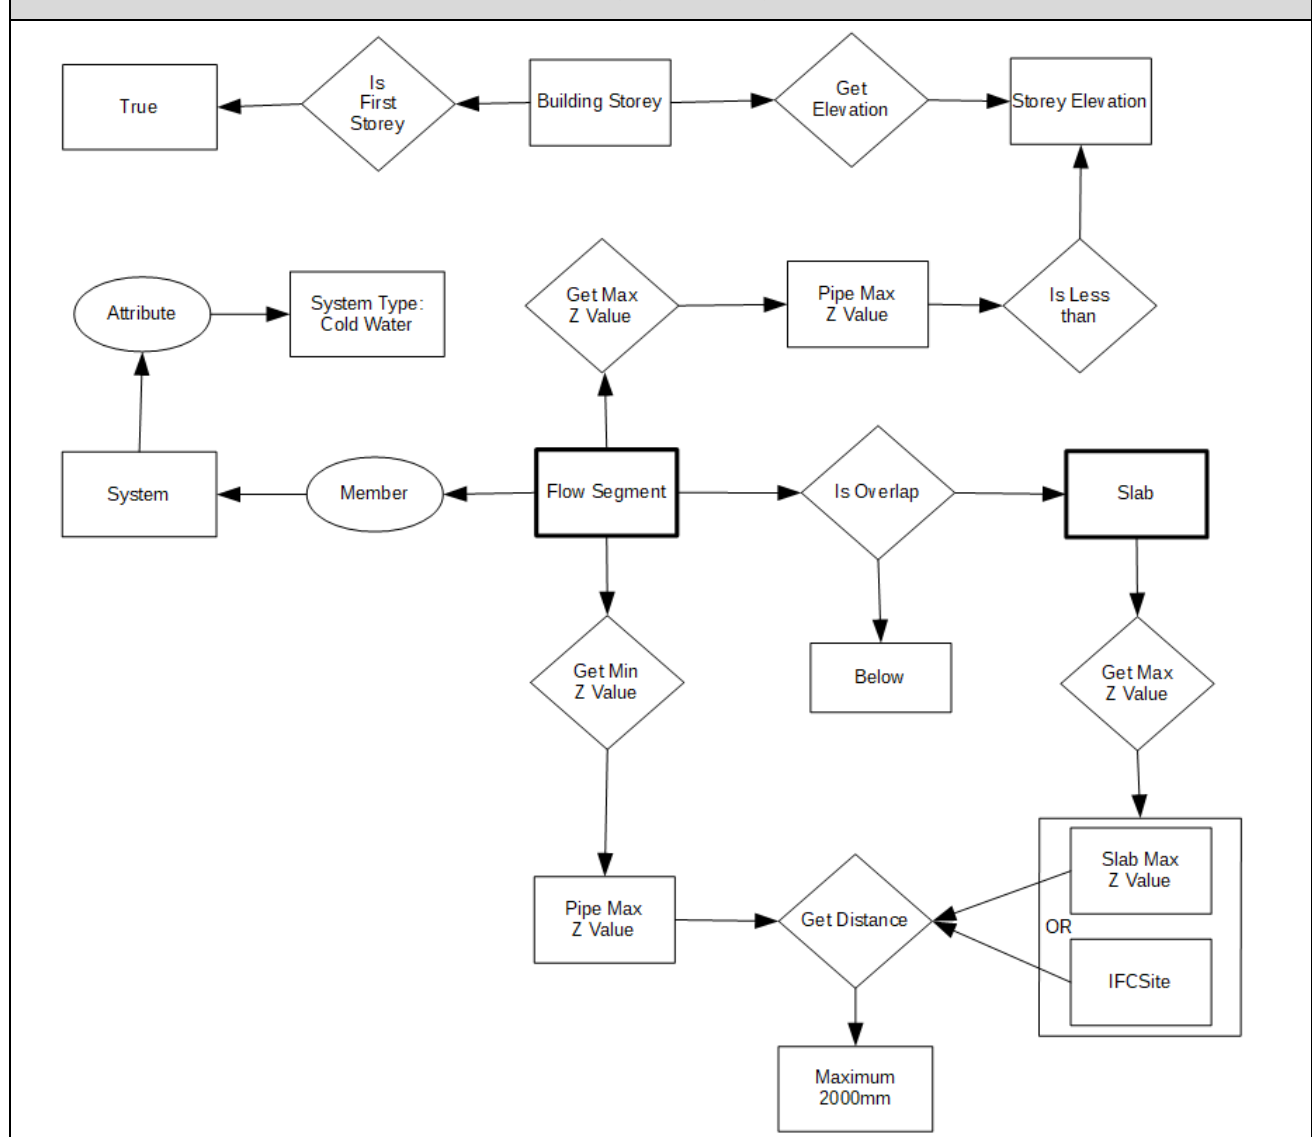 True
Is
First
Storey
Building Storey
Get
Elevation
Storey Elevation
Attribute
System Type:
Cold Water
Get Max
Z Value
Pipe Max
Z Value
Is Less
than
System
Member
Flow Segment
Is Overlap
Slab
Get Min
Z Value
Below
Get Max
Z Value
Pipe Max
Z Value
Get Distance
Slab Max
Z Value
OR
IFCSite
Maximum
2000mm